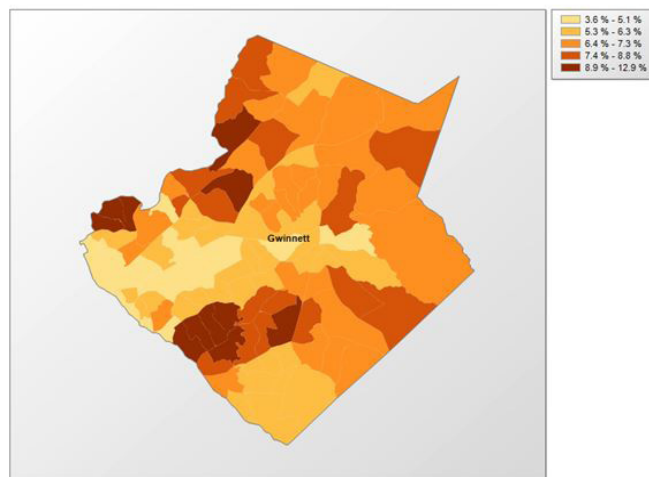 3.6 % - 5.1 %
5.3 % - 6.3 %
6.4 % - 7.3 %
7.4 % - 8.8 %
8.9 % - 12.9 %
Gwinnett